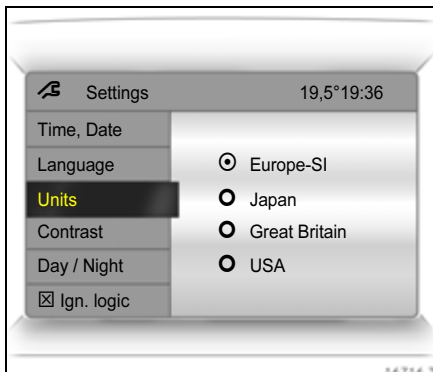 Settings 19,5°19:36
Time, Date
Language
Units
Contrast
Day / Night
☒ Ign. logic
Europe-SI
Japan
Great Britain
USA